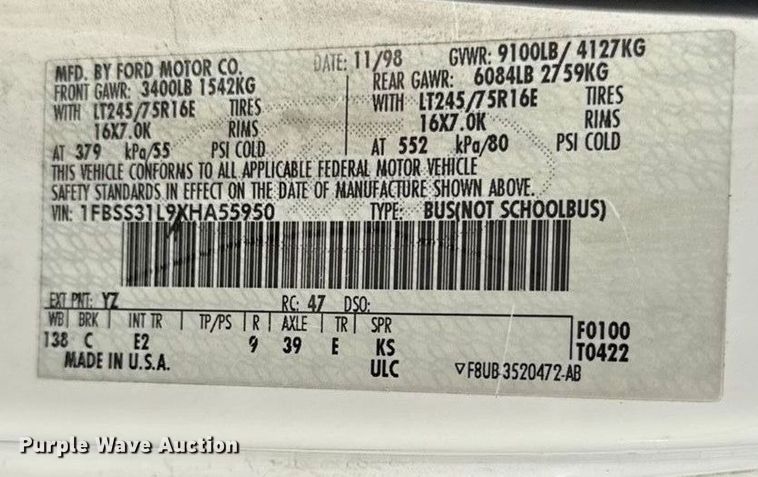 MFD. BY FORD MOTOR CO. DATE: 11/98 GVWR: 9100LB/ 4127KG
FRONT GAWR: 3400LB 1542KG REAR GAWR: 6084LB 2759KG
WITH LT245/75R16E TIRES WITH LT245/75R16E TIRES
16X7.0K RIMS 16X7.0K RIMS
AT 379 kPa/55 PSI COLD AT 552 kPa/80 PSI COLD
THIS VEHICLE CONFORMS TO ALL APPLICABLE FEDERAL MOTOR VEHICLE
SAFETY STANDARDS IN EFFECT ON THE DATE OF MANUFACTURE SHOWN ABOVE.
VIN: 1FBSS31L9XHA55950 TYPE: BUS(NOT SCHOOLBUS)
EXT PNT: YZ RC: 47 DSO:
WB BRK INT TR TP/PS R AXLE TR SPR F0100
138 C E2 9 39 E KS T0422
MADE IN U.S.A. ULC ▽F8UB 3520472-AB
Purple Wave Auction